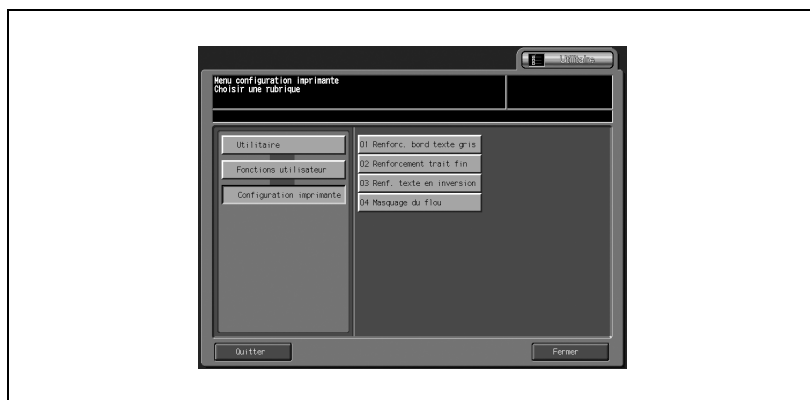 Utilitaire
Menu configuration imprimante
Choisir une rubrique
Utilitaire
Fonctions utilisateur
Configuration imprimante
01 Renforc. bord texte gris
02 Renforcement trait fin
03 Renf. texte en inversion
04 Masquage du flou
Quitter
Fermer